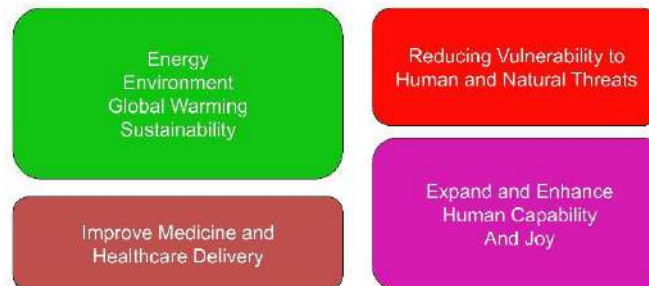 Energy
Environment
Global Warming
Sustainability
Reducing Vulnerability to
Human and Natural Threats
Improve Medicine and
Healthcare Delivery
Expand and Enhance
Human Capability
And Joy